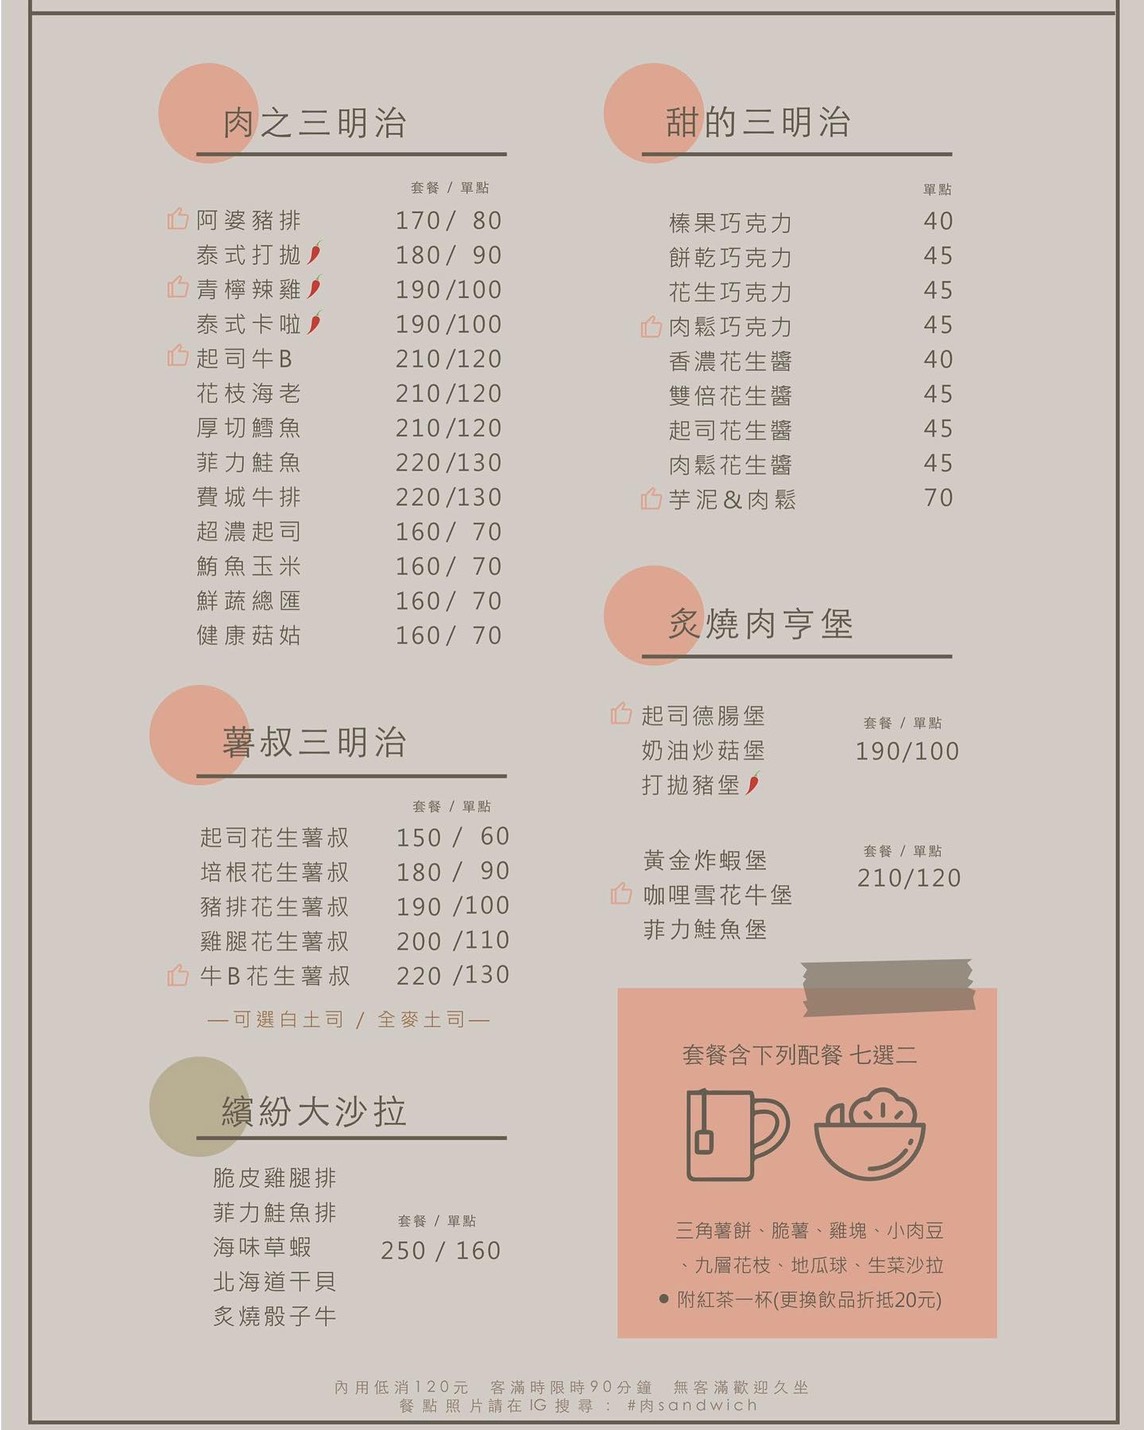 肉之三明治
套餐 / 單點
阿婆豬排 170/ 80
泰式打拋 180/ 90
青檸辣雞 190/100
泰式卡啦 190/100
起司牛B 210/120
花枝海老 210/120
厚切鱈魚 210/120
菲力鮭魚 220/130
費城牛排 220/130
超濃起司 160/ 70
鮪魚玉米 160/ 70
鮮蔬總匯 160/ 70
健康菇姑 160/ 70
薯叔三明治
套餐 / 單點
起司花生薯叔 150 / 60
培根花生薯叔 180 / 90
豬排花生薯叔 190 /100
雞腿花生薯叔 200 /110
牛B花生薯叔 220 /130
—可選白土司 / 全麥土司—
繽紛大沙拉
脆皮雞腿排
菲力鮭魚排
海味草蝦
北海道干貝
炙燒骰子牛
套餐 / 單點
250 / 160
甜的三明治
單點
榛果巧克力 40
餅乾巧克力 45
花生巧克力 45
肉鬆巧克力 45
香濃花生醬 40
雙倍花生醬 45
起司花生醬 45
肉鬆花生醬 45
芋泥&肉鬆 70
炙燒肉亨堡
起司德腸堡
奶油炒菇堡
打拋豬堡
套餐 / 單點
190/100
黃金炸蝦堡
咖哩雪花牛堡
菲力鮭魚堡
套餐 / 單點
210/120
套餐含下列配餐 七選二
三角薯餅、脆薯、雞塊、小肉豆
、九層花枝、地瓜球、生菜沙拉
●附紅茶一杯(更換飲品折抵20元)
內用低消120元 客滿時限時90分鐘 無客滿歡迎久坐
餐點照片請在IG搜尋：#肉sandwich